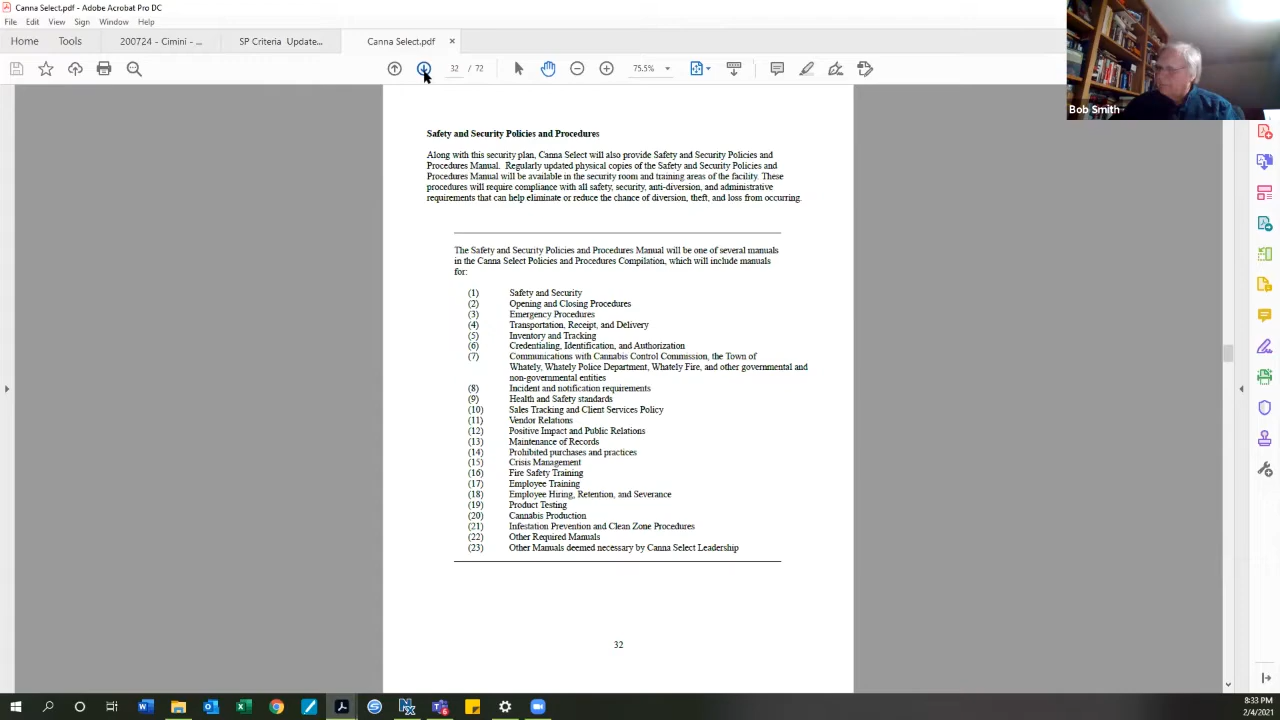 Canna Select.pdf - Adobe Acrobat Pro DC
File Edit View Sign Window Help
Home Tools 200724 - Cimini - ... SP Criteria Update... Canna Select.pdf ×
32 / 72 75.5%
Bob Smith
Safety and Security Policies and Procedures
Along with this security plan, Canna Select will also provide Safety and Security Policies and
Procedures Manual. Regularly updated physical copies of the Safety and Security Policies and
Procedures Manual will be available in the security room and training areas of the facility. These
procedures will require compliance with all safety, security, anti-diversion, and administrative
requirements that can help eliminate or reduce the chance of diversion, theft, and loss from occurring.
The Safety and Security Policies and Procedures Manual will be one of several manuals
in the Canna Select Policies and Procedures Compilation, which will include manuals
for:
(1) Safety and Security
(2) Opening and Closing Procedures
(3) Emergency Procedures
(4) Transportation, Receipt, and Delivery
(5) Inventory and Tracking
(6) Credentialing, Identification, and Authorization
(7) Communications with Cannabis Control Commission, the Town of
Whately, Whately Police Department, Whately Fire, and other governmental and
non-governmental entities
(8) Incident and notification requirements
(9) Health and Safety standards
(10) Sales Tracking and Client Services Policy
(11) Vendor Relations
(12) Positive Impact and Public Relations
(13) Maintenance of Records
(14) Prohibited purchases and practices
(15) Crisis Management
(16) Fire Safety Training
(17) Employee Training
(18) Employee Hiring, Retention, and Severance
(19) Product Testing
(20) Cannabis Production
(21) Infestation Prevention and Clean Zone Procedures
(22) Other Required Manuals
(23) Other Manuals deemed necessary by Canna Select Leadership
32
8:33 PM
2/4/2021